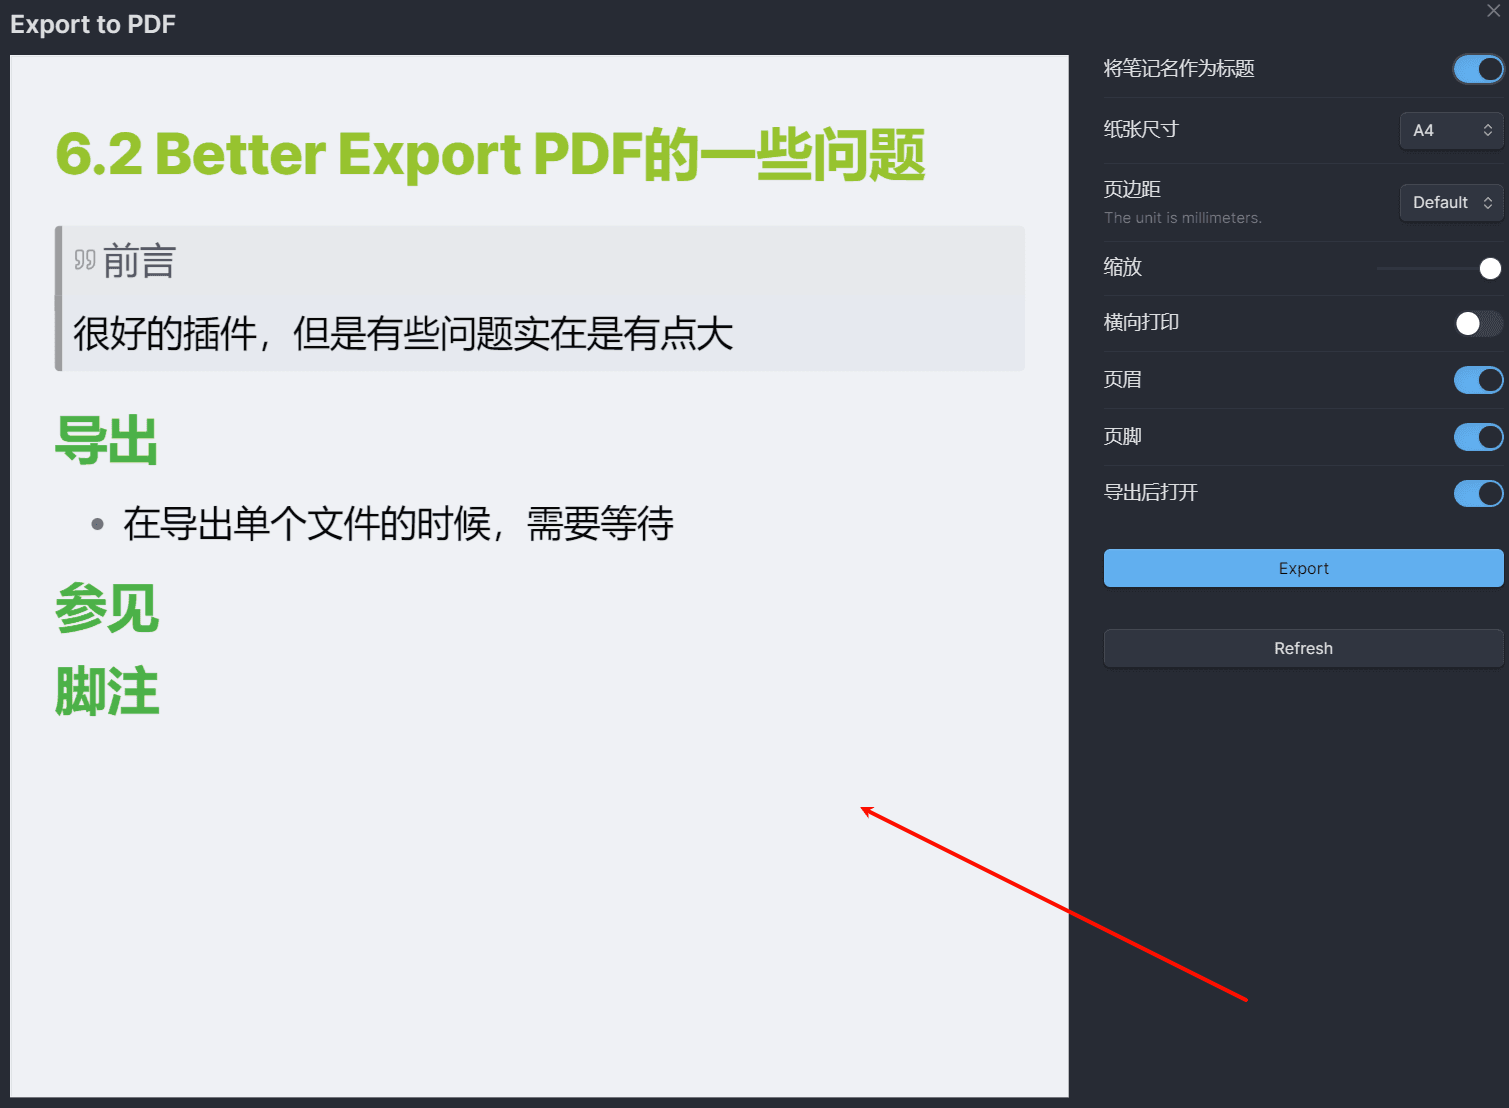 Export to PDF
6.2 Better Export PDF的一些问题
前言
很好的插件，但是有些问题实在是有点大
导出
在导出单个文件的时候，需要等待
参见
脚注
将笔记名作为标题
纸张尺寸
A4
页边距
The unit is millimeters.
Default
缩放
横向打印
页眉
页脚
导出后打开
Export
Refresh